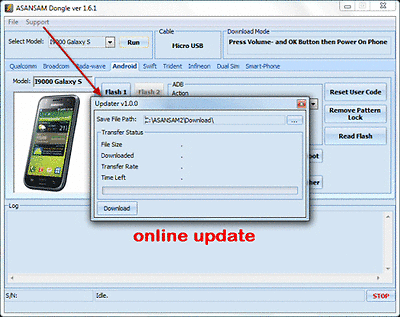 ASANSAM Dongle ver 1.6.1
File Support
Select Model: I9000 Galaxy S Run
Cable
Micro USB
Download Mode
Press Volume- and OK Button then Power On Phone
Qualcomm Broadcom Rada-wave Android Swift Trident Infineon Dual Sim Smart-Phone
Model: I9000 Galaxy S
Flash 1 Flash 2
ADB
Action
Reset User Code
Remove Pattern Lock
Read Flash
Updater v1.0.0
Save File Path: C:\ASANSAM2\Download\ ...
Transfer Status
File Size .
Downloaded .
Transfer Rate .
Time Left .
Download
online update
Log
S/N: Idle. STOP